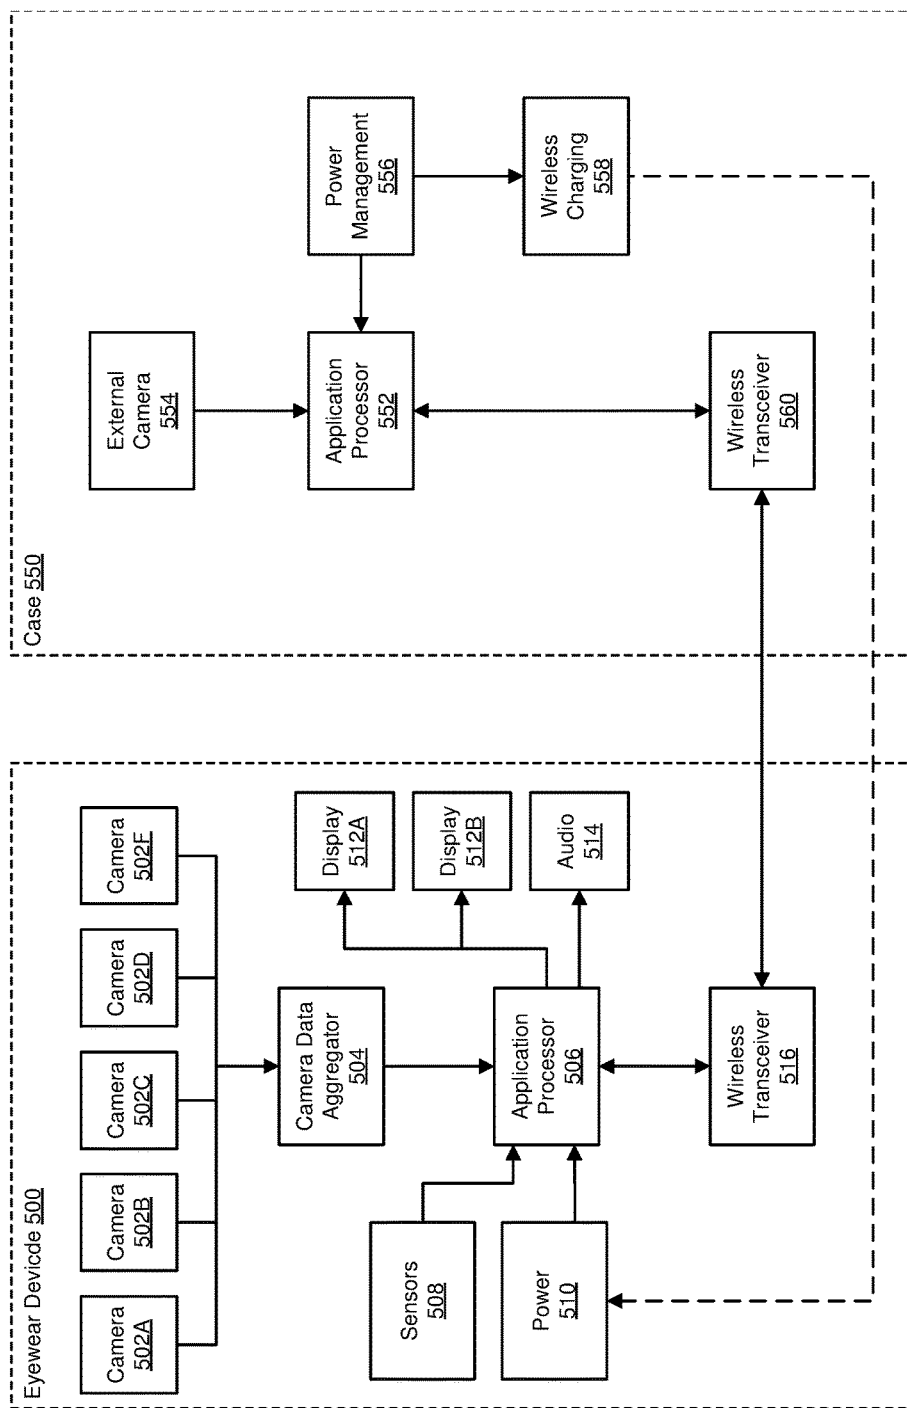 Eyewear Devicde 500
Camera
502A
Camera
502B
Camera
502C
Camera
502D
Camera
502F
Camera Data
Aggregator
504
Sensors
508
Power
510
Application
Processor
506
Display
512A
Display
512B
Audio
514
Wireless
Transceiver
516
Case 550
External
Camera
554
Application
Processor
552
Power
Management
556
Wireless
Charging
558
Wireless
Transceiver
560